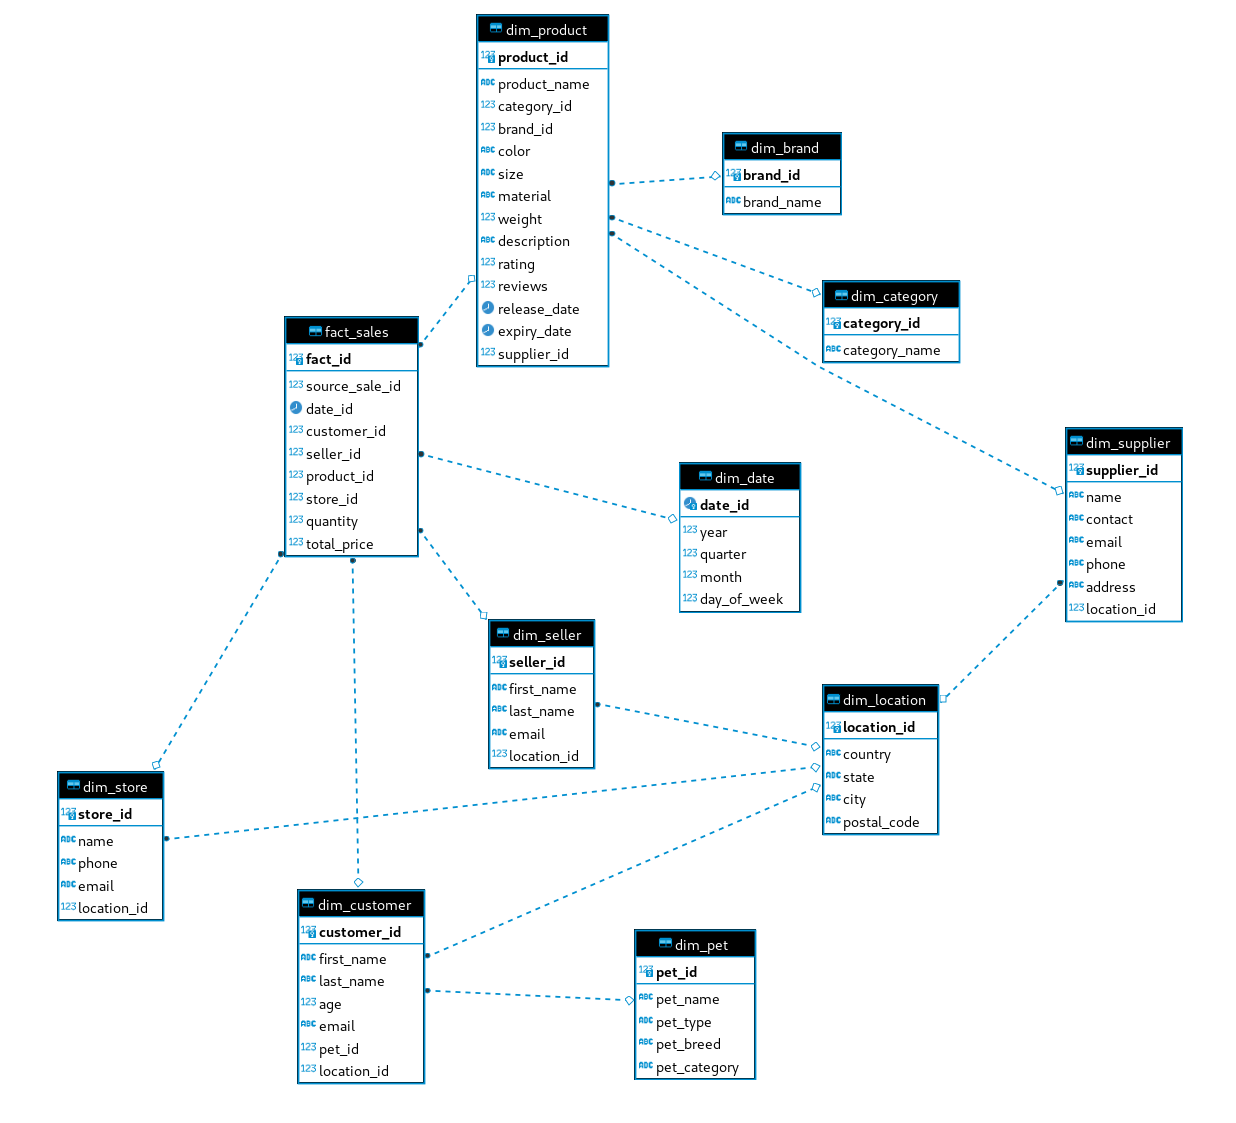 dim_product
123 product_id
ABC product_name
123 category_id
123 brand_id
ABC color
ABC size
ABC material
123 weight
ABC description
123 rating
123 reviews
release_date
expiry_date
123 supplier_id
dim_brand
123 brand_id
ABC brand_name
dim_category
123 category_id
ABC category_name
fact_sales
123 fact_id
123 source_sale_id
date_id
123 customer_id
123 seller_id
123 product_id
123 store_id
123 quantity
123 total_price
dim_supplier
123 supplier_id
ABC name
ABC contact
ABC email
ABC phone
ABC address
123 location_id
dim_date
date_id
123 year
123 quarter
123 month
123 day_of_week
dim_seller
123 seller_id
ABC first_name
ABC last_name
ABC email
123 location_id
dim_location
123 location_id
ABC country
ABC state
ABC city
ABC postal_code
dim_store
123 store_id
ABC name
ABC phone
ABC email
123 location_id
dim_customer
123 customer_id
ABC first_name
ABC last_name
123 age
ABC email
123 pet_id
123 location_id
dim_pet
123 pet_id
ABC pet_name
ABC pet_type
ABC pet_breed
ABC pet_category